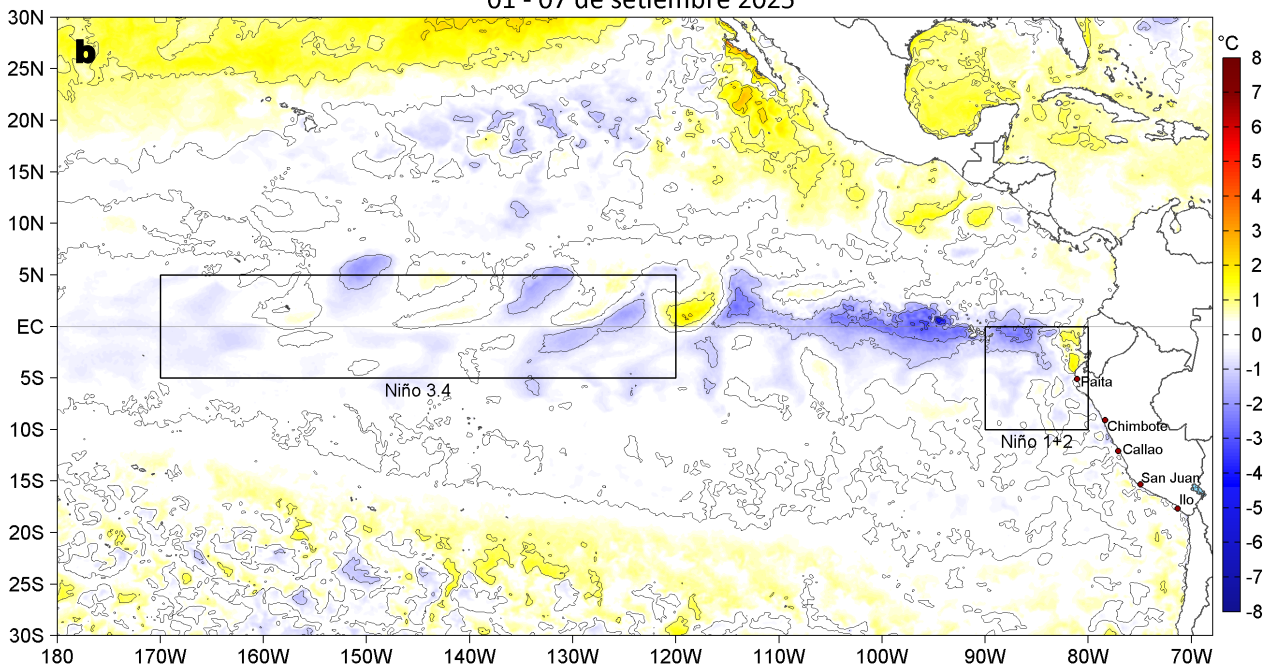 01 - 07 de setiembre 2025
b
°C
30N
25N
20N
15N
10N
5N
EC
5S
10S
15S
20S
25S
30S
180
170W
160W
150W
140W
130W
120W
110W
100W
90W
80W
70W
Niño 3.4
Niño 1+2
Paita
Chimbote
Callao
San Juan
Ilo
8
7
6
5
4
3
2
1
0
-1
-2
-3
-4
-5
-6
-7
-8